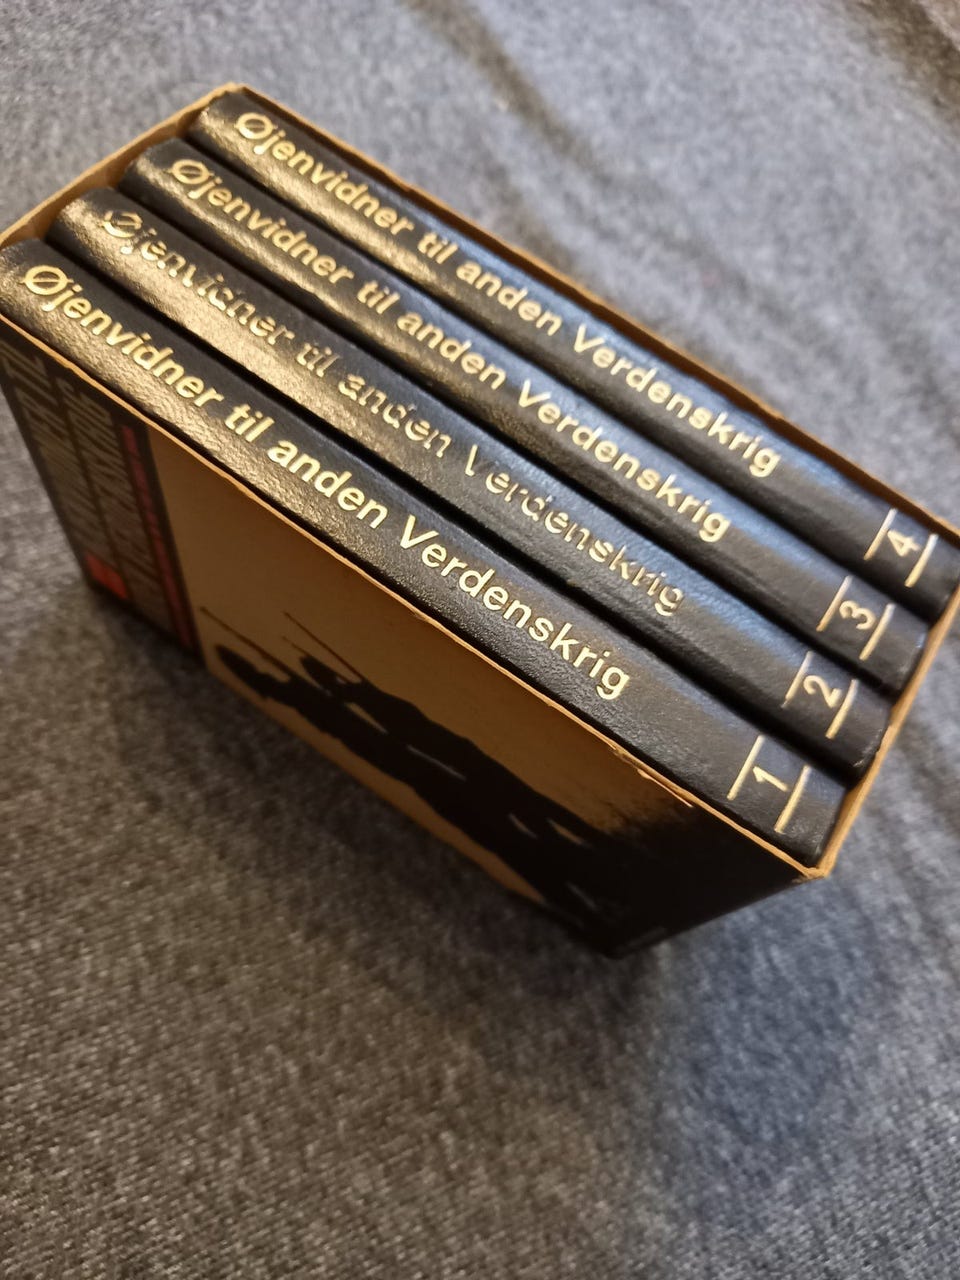 Øjenvidner til anden Verdenskrig 1
Øjenvidner til anden Verdenskrig 2
Øjenvidner til anden Verdenskrig 3
Øjenvidner til anden Verdenskrig 4